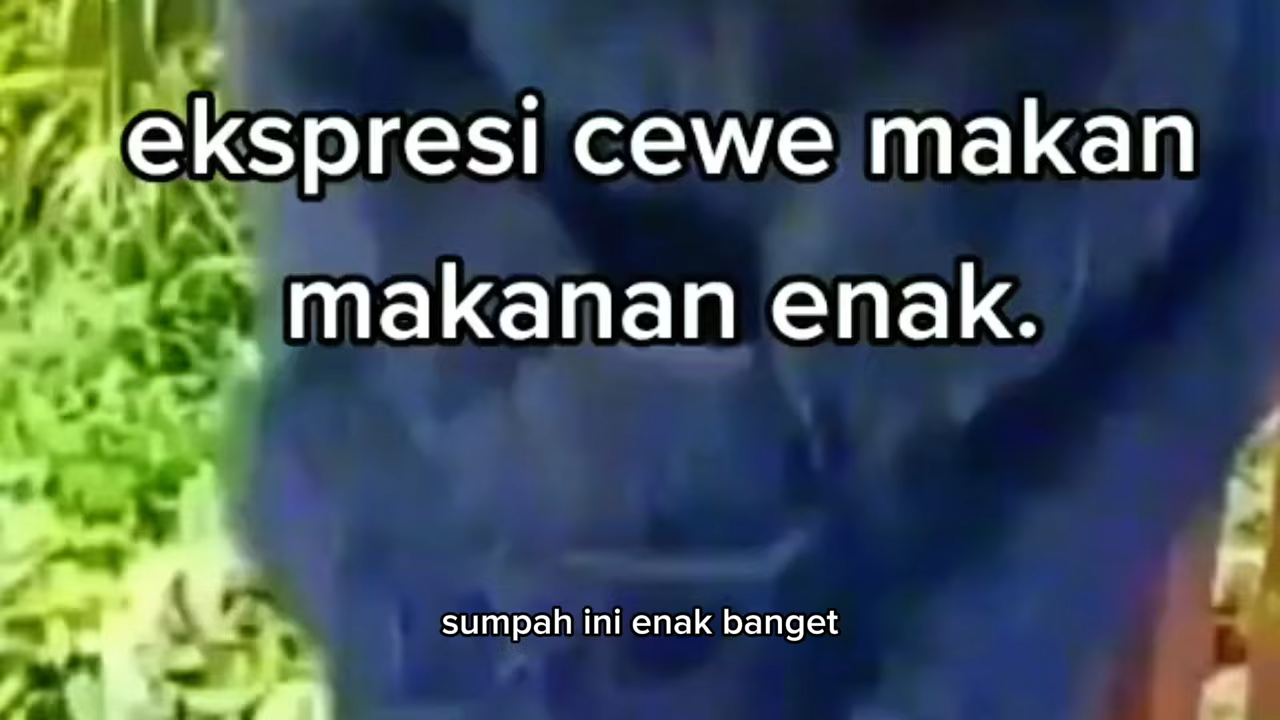 ekspresi cewe makan
makanan enak.
sumpah ini enak banget